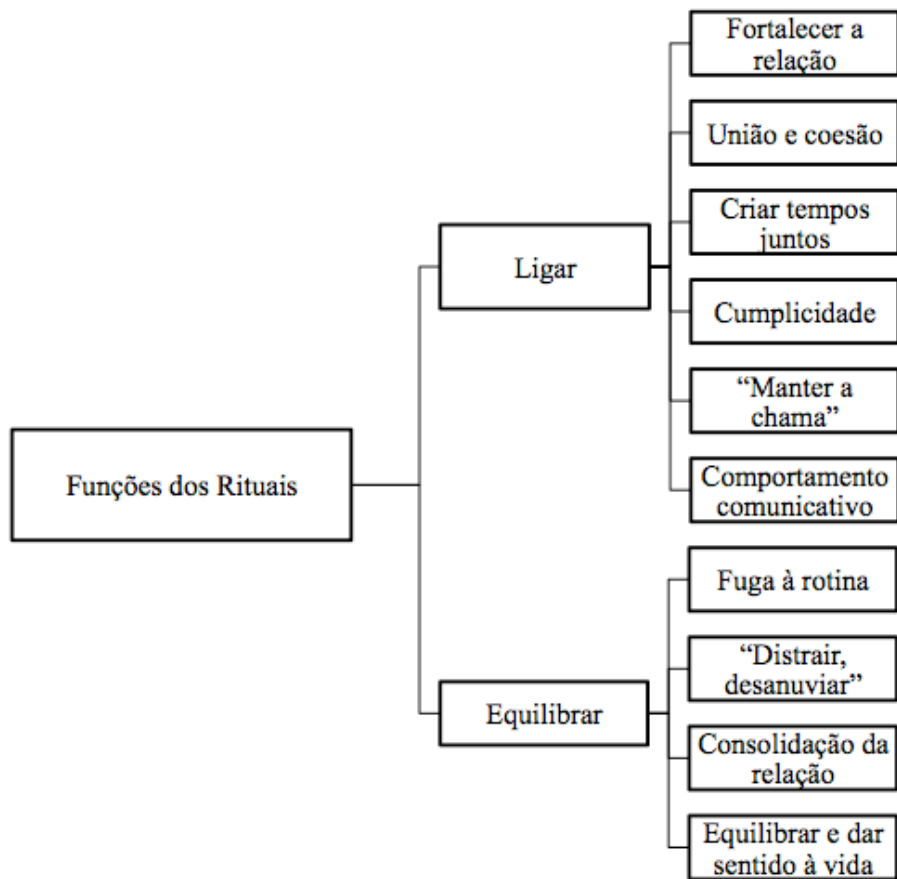 Fortalecer a
relação
União e coesão
Criar tempos
juntos
Ligar
Cumplicidade
“Manter a
chama”
Funções dos Rituais
Comportamento
comunicativo
Fuga à rotina
“Distrair,
desanuviar”
Equilibrar
Consolidação da
relação
Equilibrar e dar
sentido à vida